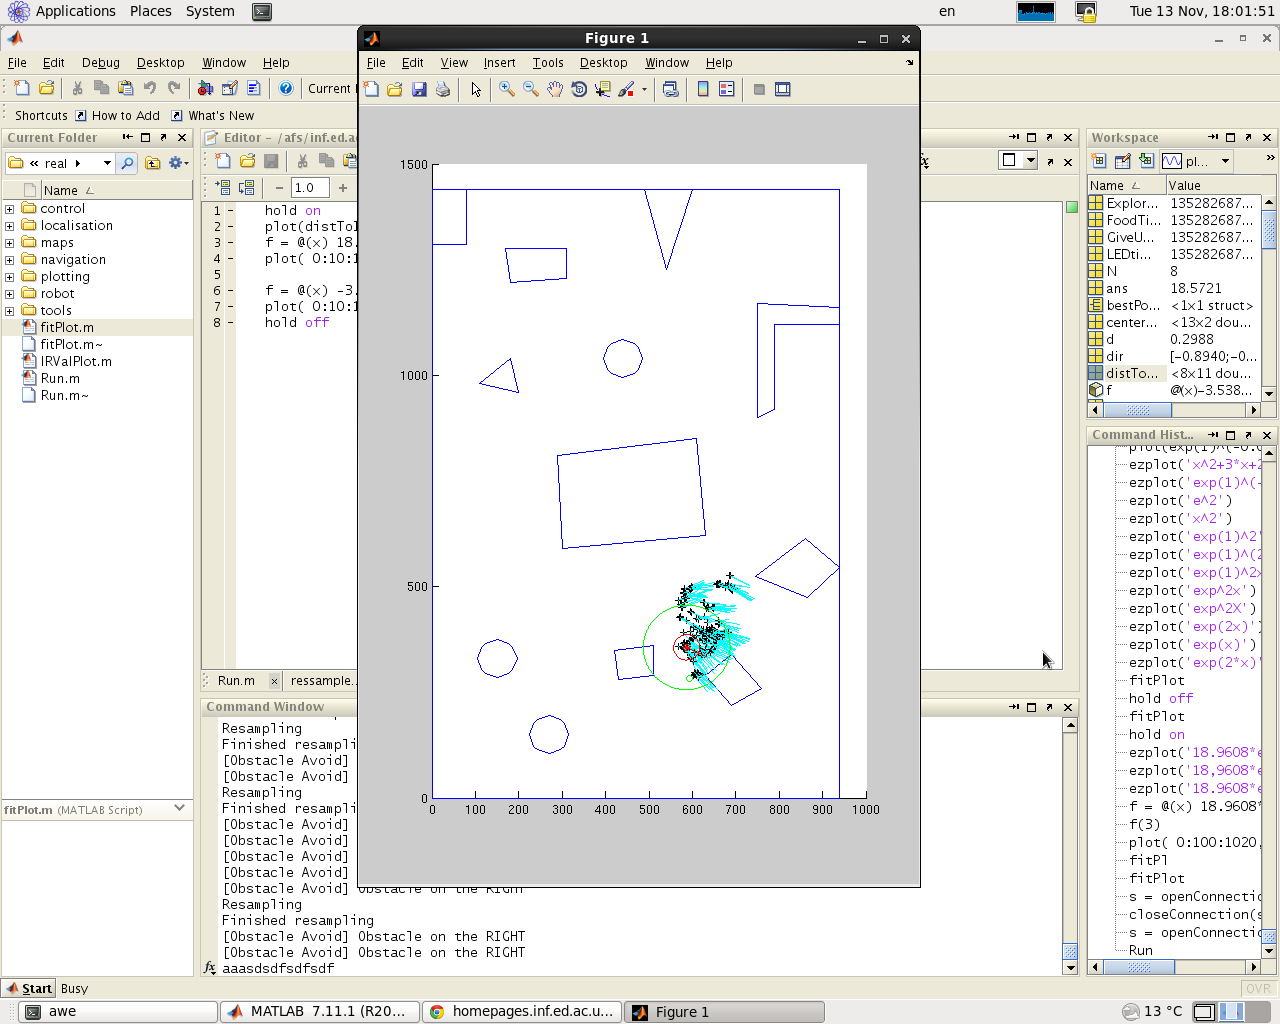 Applications Places System en Tue 13 Nov, 18:01:51
Figure 1
File Edit Debug Desktop Window Help
File Edit View Insert Tools Desktop Window Help
Current
Shortcuts How to Add What's New
Current Folder
Editor - /afs/inf.ed.a
Workspace
« real
1.0
pl...
Name
control
localisation
maps
navigation
plotting
robot
tools
fitPlot.m
fitPlot.m~
IRValPlot.m
Run.m
Run.m~
fitPlot.m (MATLAB Script)
1 - hold on
2 - plot(distTo
3 - f = @(x) 18.
4 - plot( 0:10:1
5
6 - f = @(x) -3.
7 - plot( 0:10:1
8 - hold off
Run.m × ressample..
1500
1000
500
0
0 100 200 300 400 500 600 700 800 900 1000
Name Value
Explor... 135282687...
FoodTi... 135282687...
GiveU... 135282687...
LEDti... 135282687...
N 8
ans 18.5721
bestPo... <1x1 struct>
center... <13x2 dou...
d 0.2988
dir [-0.8940;-0...
distTo... <8x11 dou...
f @(x)-3.538...
Command Hist...
plot(exp(1)^(-0.0
ezplot('x^2+3*x+2
ezplot('exp(1)^(-
ezplot('e^2')
ezplot('x^2')
ezplot('exp(1)^2'
ezplot('exp(1)^(2
ezplot('exp(1)^2x
ezplot('exp^2x')
ezplot('exp^2X')
ezplot('exp(2x)')
ezplot('exp(x)')
ezplot('exp(2*x)'
fitPlot
hold off
fitPlot
hold on
ezplot('18.9608*e
ezplot('18,9608*e
ezplot('18.9608*e
f = @(x) 18.9608*
f(3)
plot( 0:100:1020,
fitPl
fitPlot
s = openConnectio
closeConnection(s
s = openConnectio
Run
Command Window
Resampling
Finished resampli
[Obstacle Avoid]
[Obstacle Avoid]
Resampling
Finished resampli
[Obstacle Avoid]
[Obstacle Avoid]
[Obstacle Avoid]
[Obstacle Avoid]
[Obstacle Avoid] Obstacle on the RIGHT
Resampling
Finished resampling
[Obstacle Avoid] Obstacle on the RIGHT
[Obstacle Avoid] Obstacle on the RIGHT
fx aaasdsdfsdfsdf
Start Busy OVR
awe MATLAB 7.11.1 (R20... homepages.inf.ed.ac.u... Figure 1 13 °C